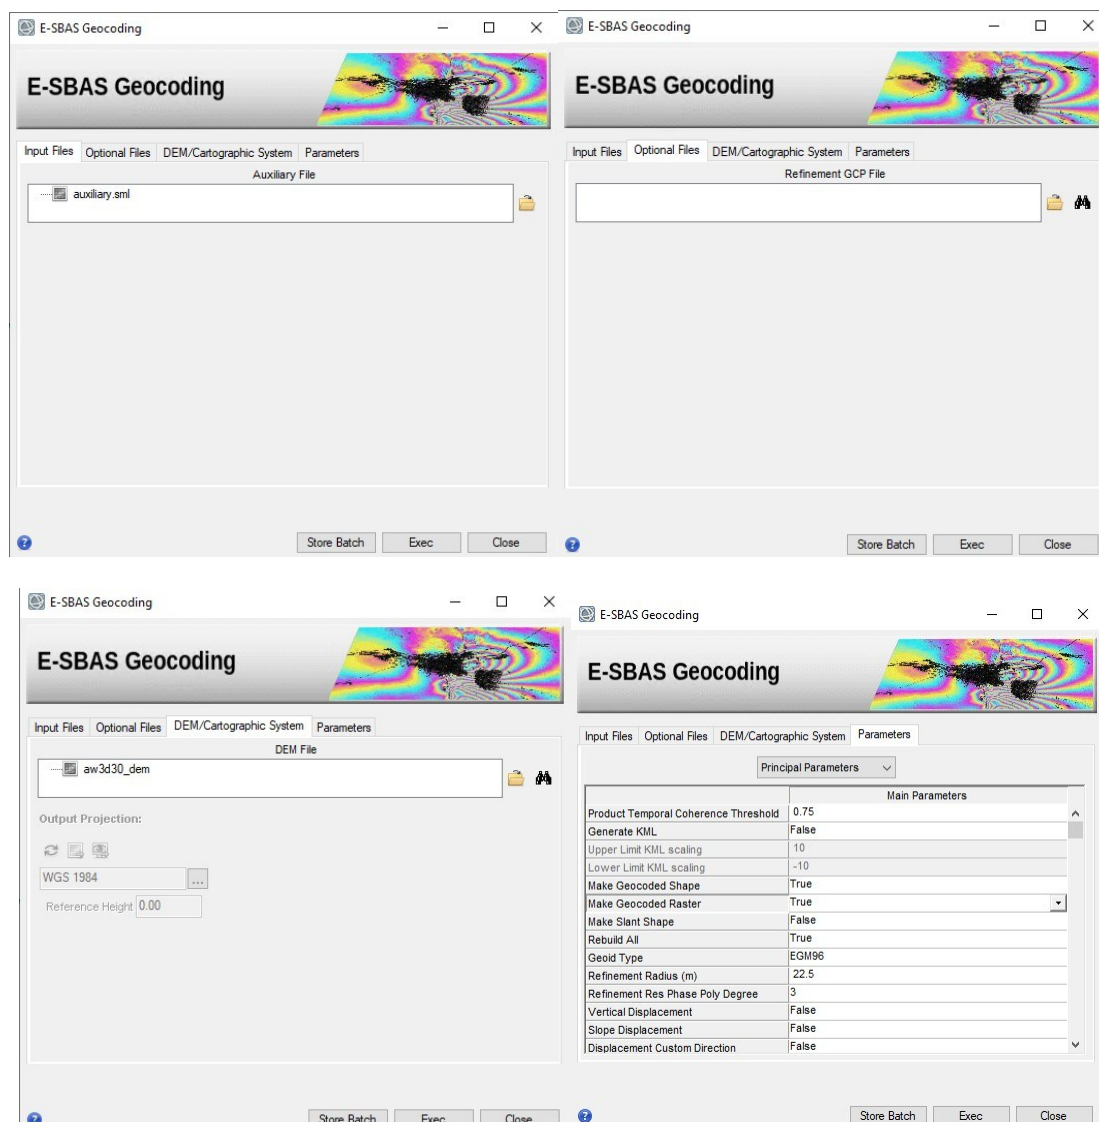 E-SBAS Geocoding
E-SBAS Geocoding
Input Files Optional Files DEM/Cartographic System Parameters
Auxiliary File
auxiliary.sml
Store Batch Exec Close
E-SBAS Geocoding
E-SBAS Geocoding
Input Files Optional Files DEM/Cartographic System Parameters
Refinement GCP File
Store Batch Exec Close
E-SBAS Geocoding
E-SBAS Geocoding
Input Files Optional Files DEM/Cartographic System Parameters
DEM File
aw3d30_dem
Output Projection:
WGS 1984 ...
Reference Height 0.00
Store Batch Exec Close
E-SBAS Geocoding
E-SBAS Geocoding
Input Files Optional Files DEM/Cartographic System Parameters
Principal Parameters
Main Parameters
Product Temporal Coherence Threshold 0.75
Generate KML False
Upper Limit KML scaling 10
Lower Limit KML scaling -10
Make Geocoded Shape True
Make Geocoded Raster True
Make Slant Shape False
Rebuild All True
Geoid Type EGM96
Refinement Radius (m) 22.5
Refinement Res Phase Poly Degree 3
Vertical Displacement False
Slope Displacement False
Displacement Custom Direction False
Store Batch Exec Close